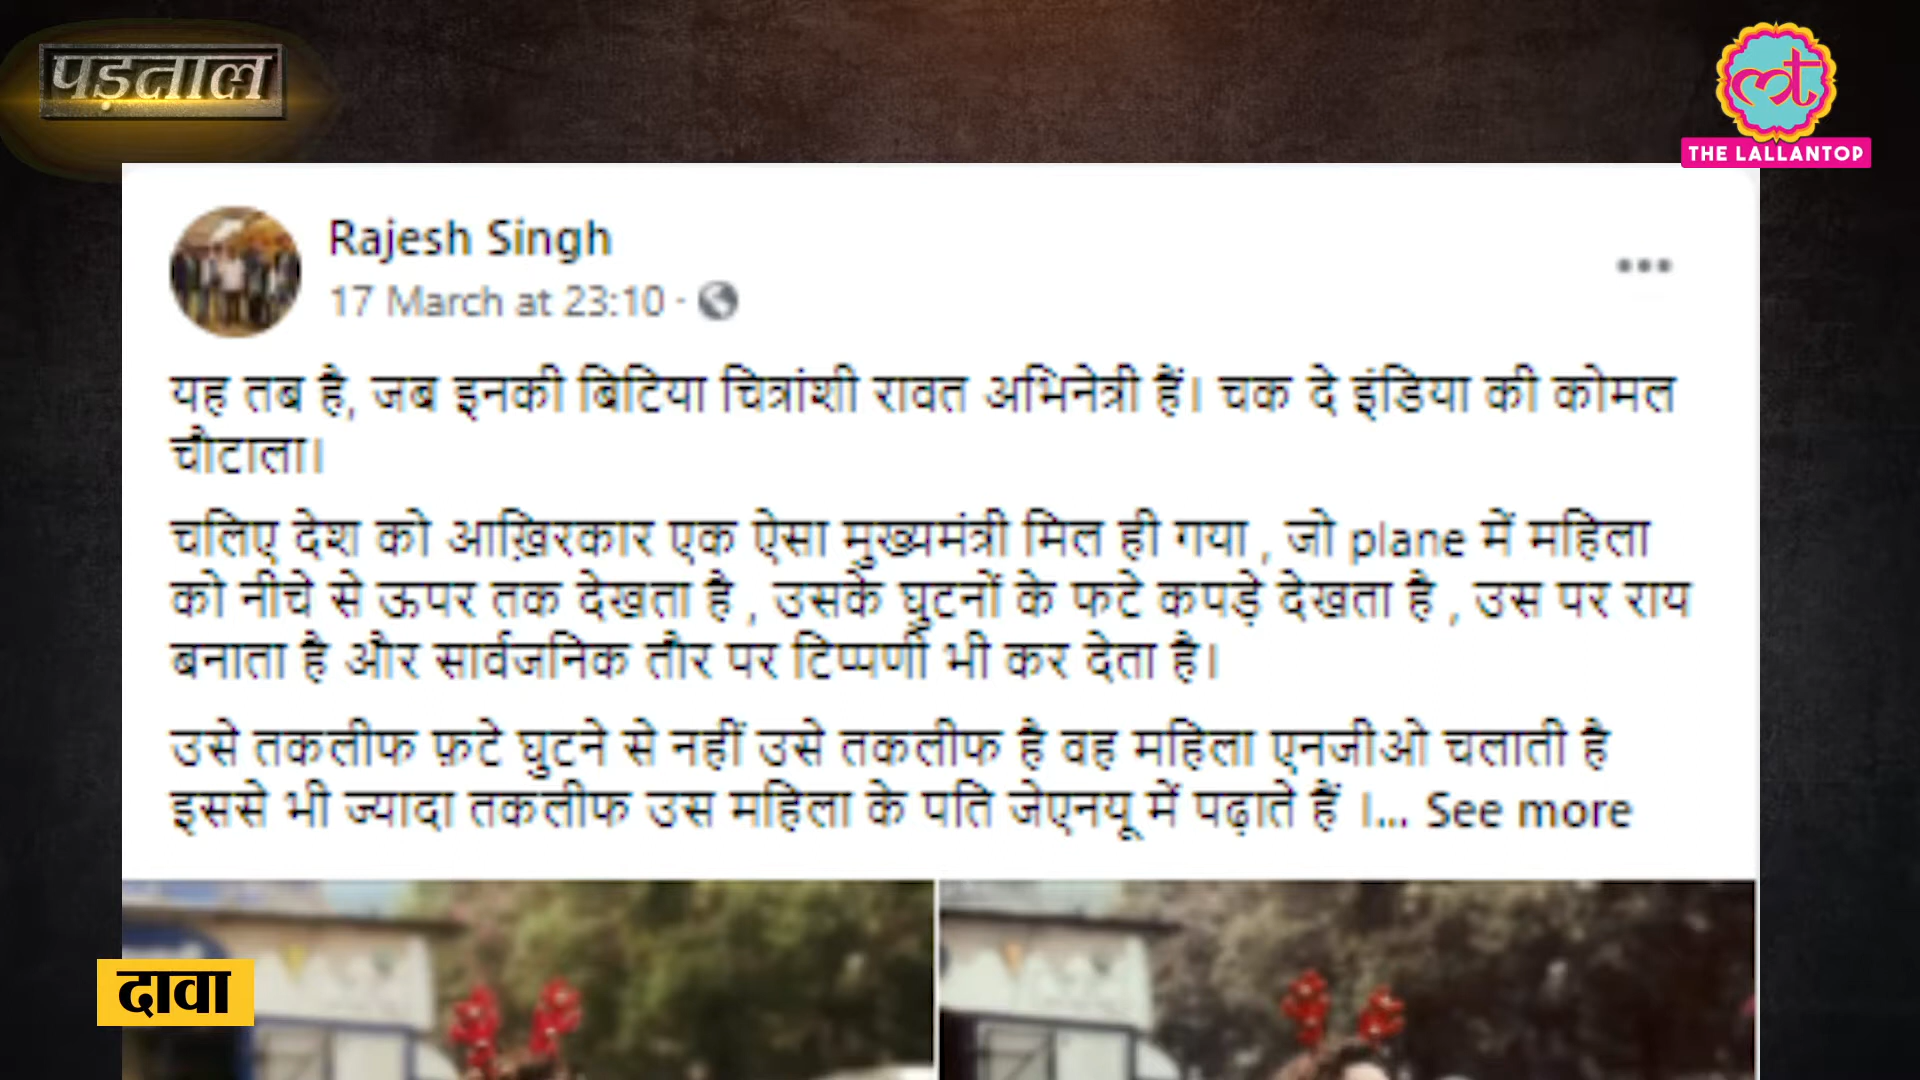 पड़ताल
THE LALLANTOP
Rajesh Singh
17 March at 23:10 ·
यह तब है, जब इनकी बिटिया चित्रांशी रावत अभिनेत्री हैं। चक दे इंडिया की कोमल
चौटाला।
चलिए देश को आख़िरकार एक ऐसा मुख्यमंत्री मिल ही गया , जो plane में महिला
को नीचे से ऊपर तक देखता है , उसके घुटनों के फटे कपड़े देखता है , उस पर राय
बनाता है और सार्वजनिक तौर पर टिप्पणी भी कर देता है।
उसे तकलीफ फ़टे घुटने से नहीं उसे तकलीफ है वह महिला एनजीओ चलाती है
इससे भी ज्यादा तकलीफ उस महिला के पति जेएनयू में पढ़ाते हैं ।... See more
दावा